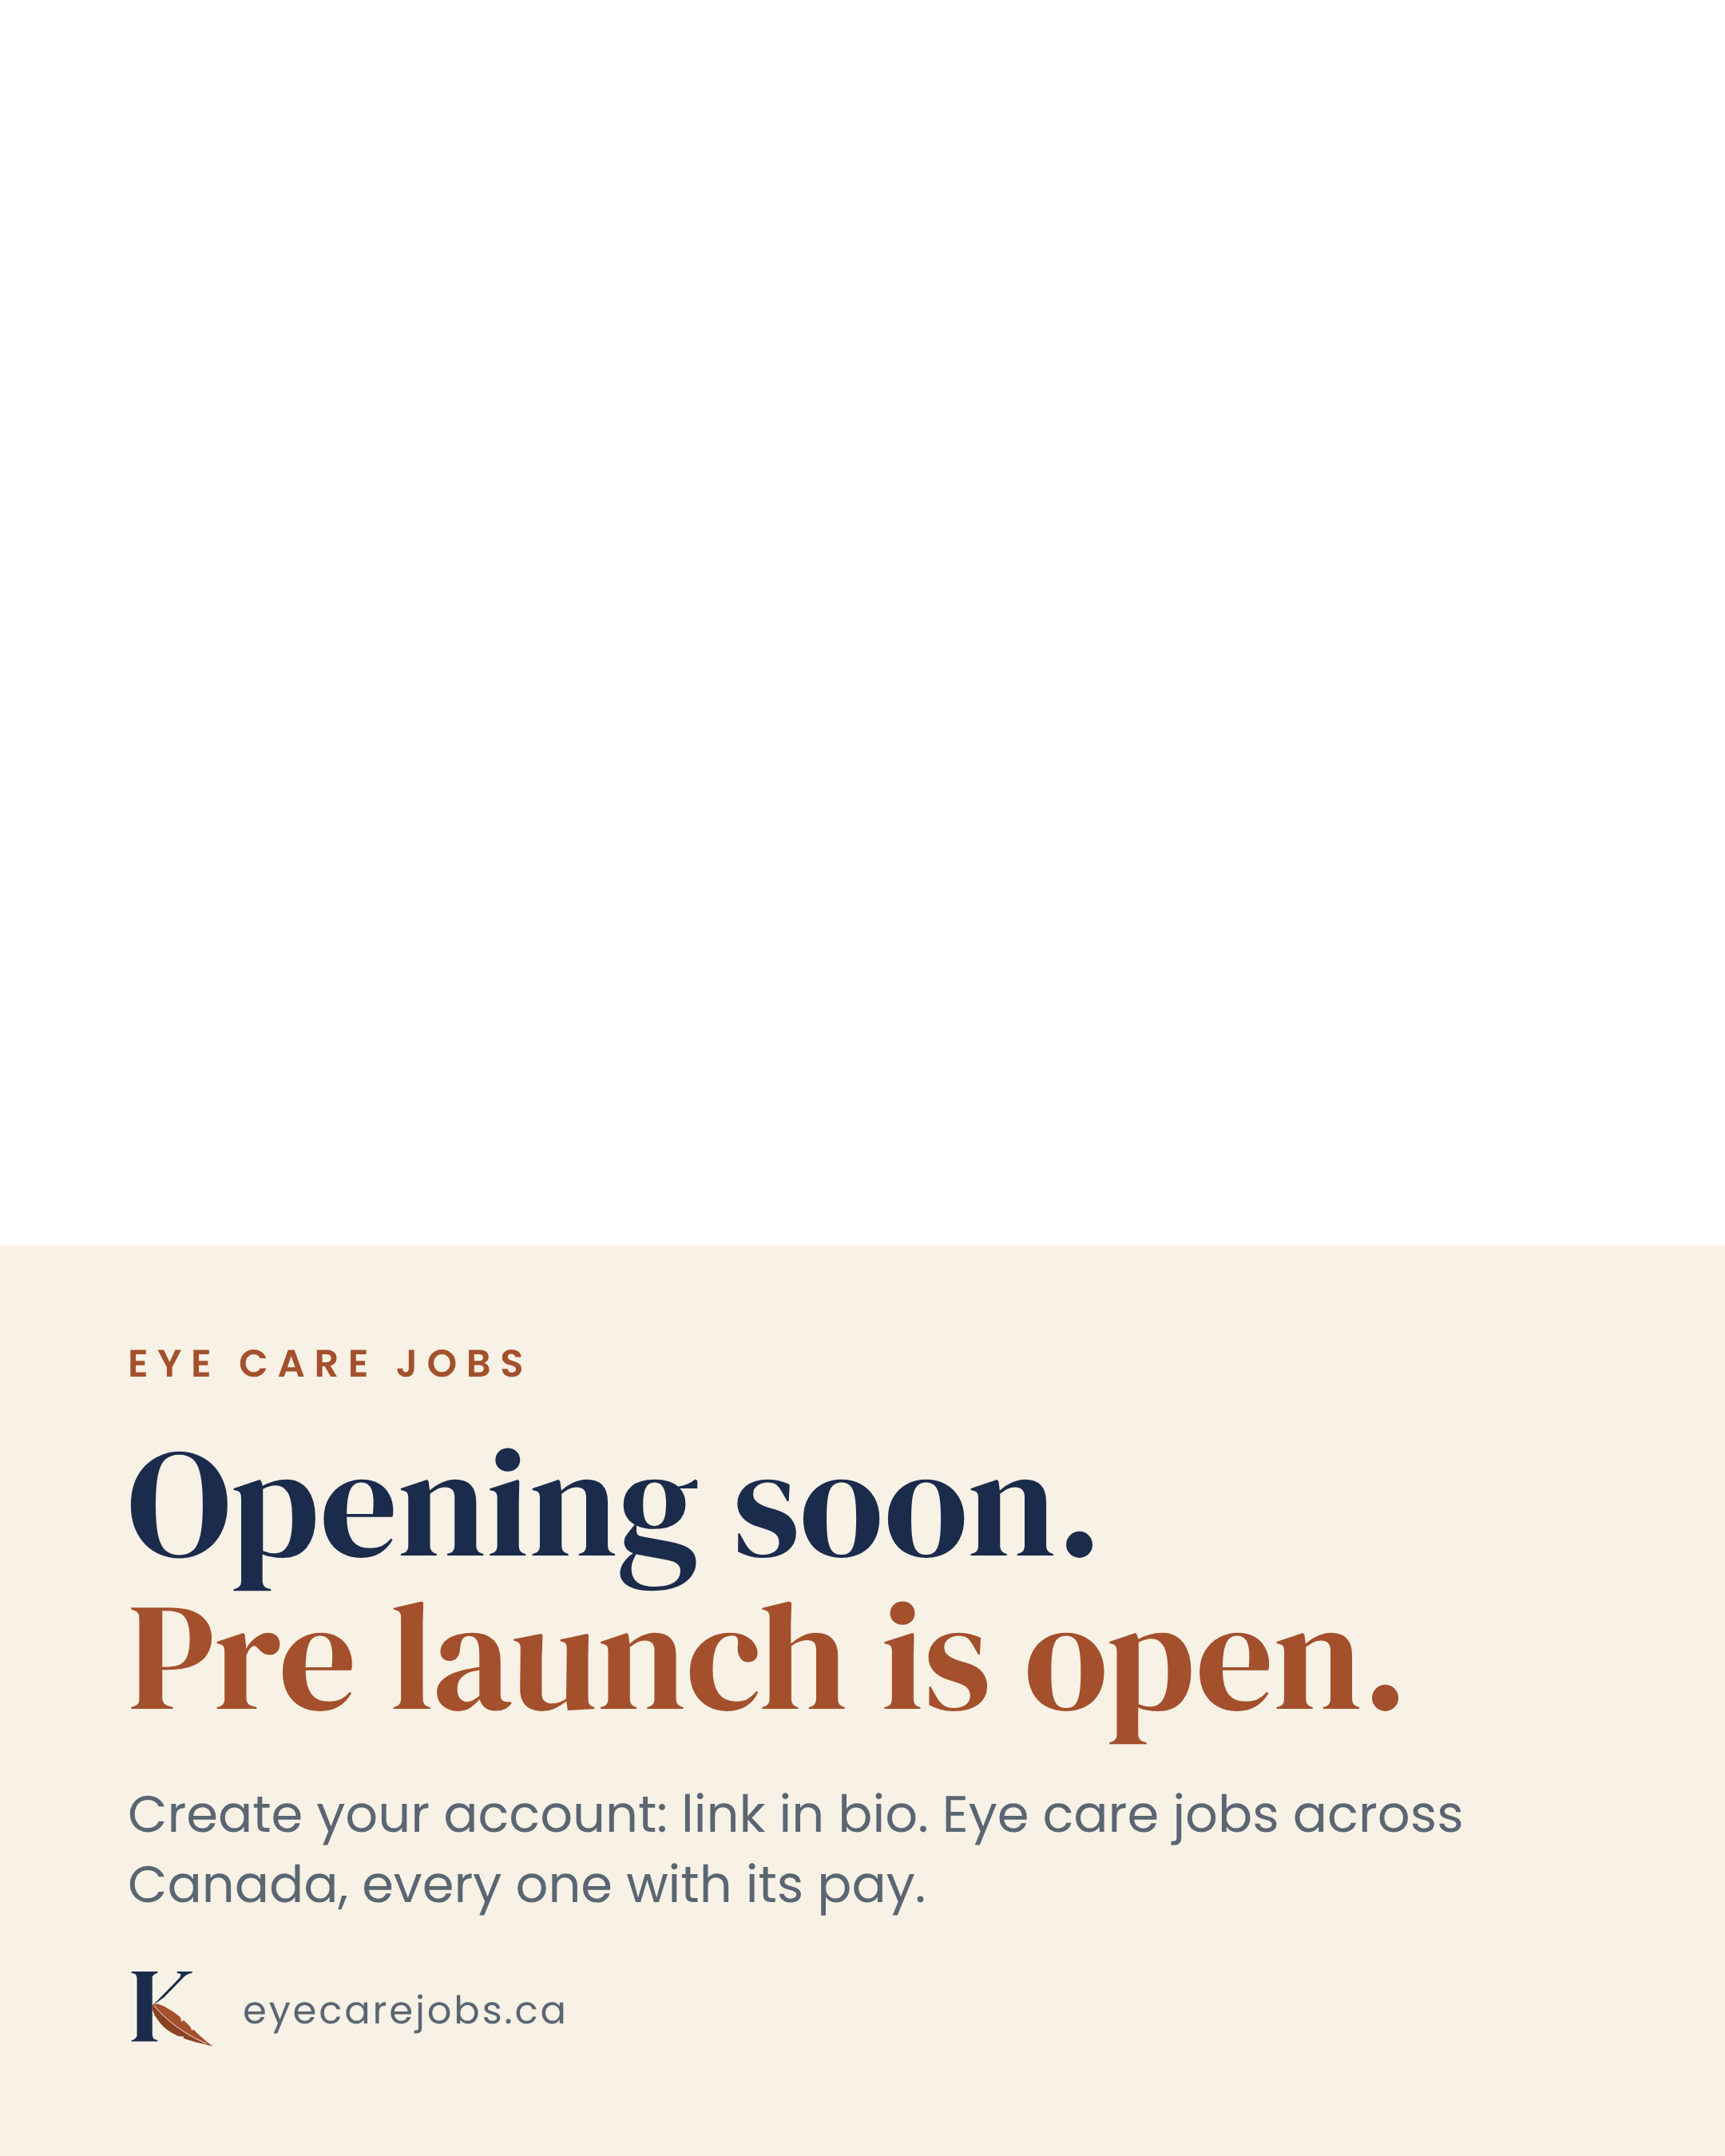 EYE CARE JOBS
Opening soon.
Pre launch is open.
Create your account: link in bio. Eye care jobs across
Canada, every one with its pay.
K eyecarejobs.ca